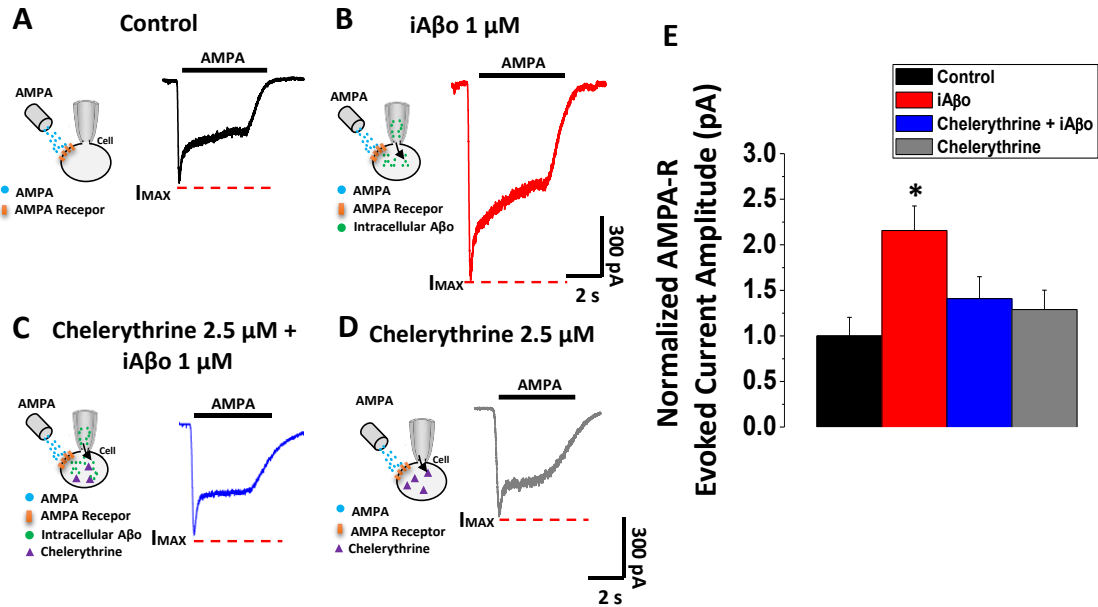 A
Control
AMPA
AMPA
Cell
IMAX
AMPA
AMPA Recepor
B
iAβo 1 µM
AMPA
AMPA
Cell
IMAX
AMPA
AMPA Recepor
Intracellular Aβo
300 pA
2 s
C
Chelerythrine 2.5 µM +
iAβo 1 µM
AMPA
AMPA
Cell
IMAX
AMPA
AMPA Recepor
Intracellular Aβo
Chelerythrine
D
Chelerythrine 2.5 µM
AMPA
AMPA
Cell
IMAX
AMPA
AMPA Receptor
Chelerythrine
300 pA
2 s
E
Control
iAβo
Chelerythrine + iAβo
Chelerythrine
Normalized AMPA-R
Evoked Current Amplitude (pA)
3.0
2.5
2.0
1.5
1.0
0.5
0.0
*